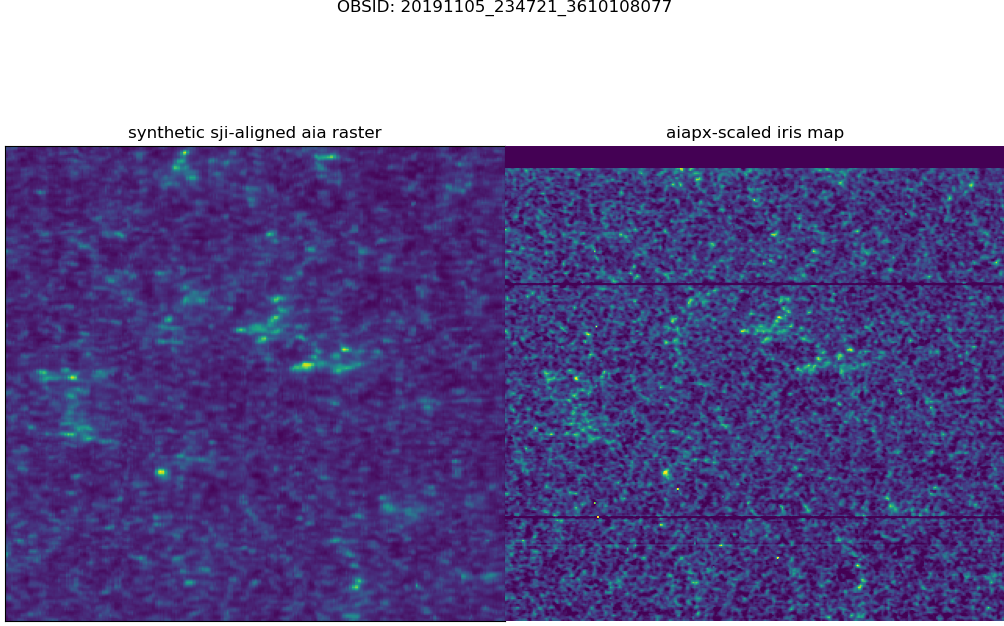 OBSID: 20191105_234721_3610108077
synthetic sji-aligned aia raster
aiapx-scaled iris map